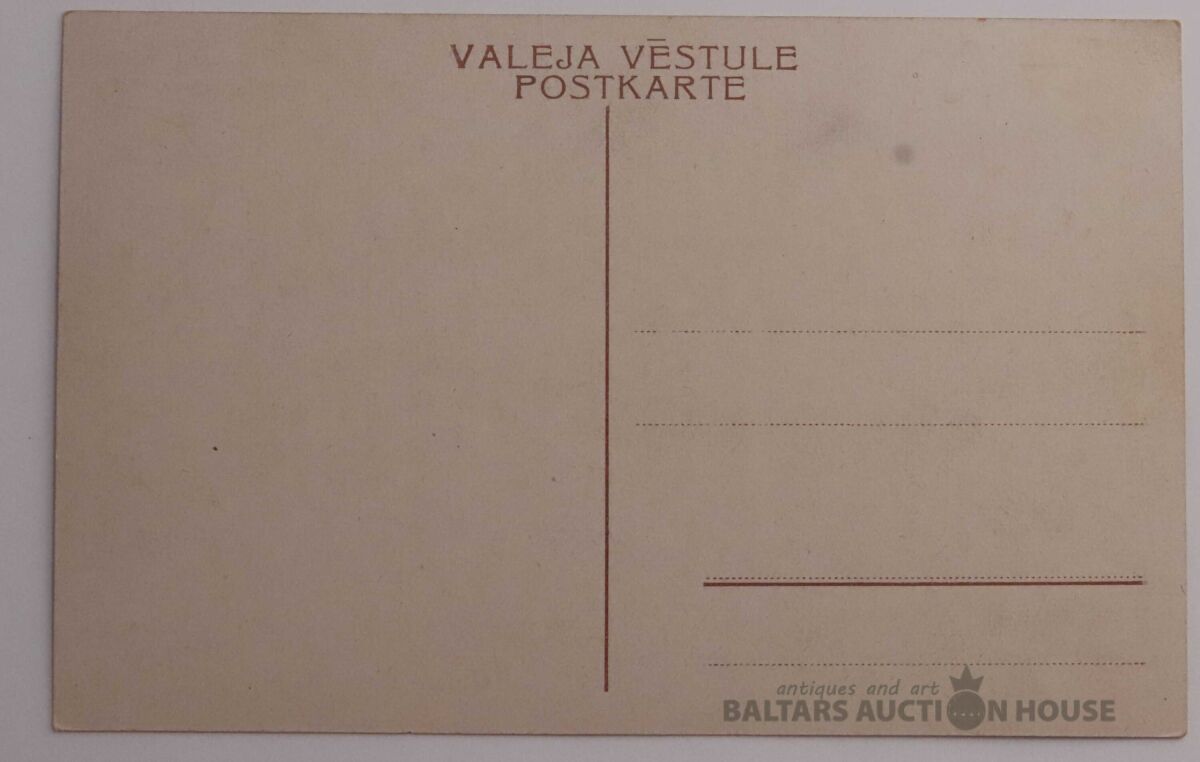 VALEJA VĒSTULE
POSTKARTE
antiques and art
BALTARS AUCTION HOUSE